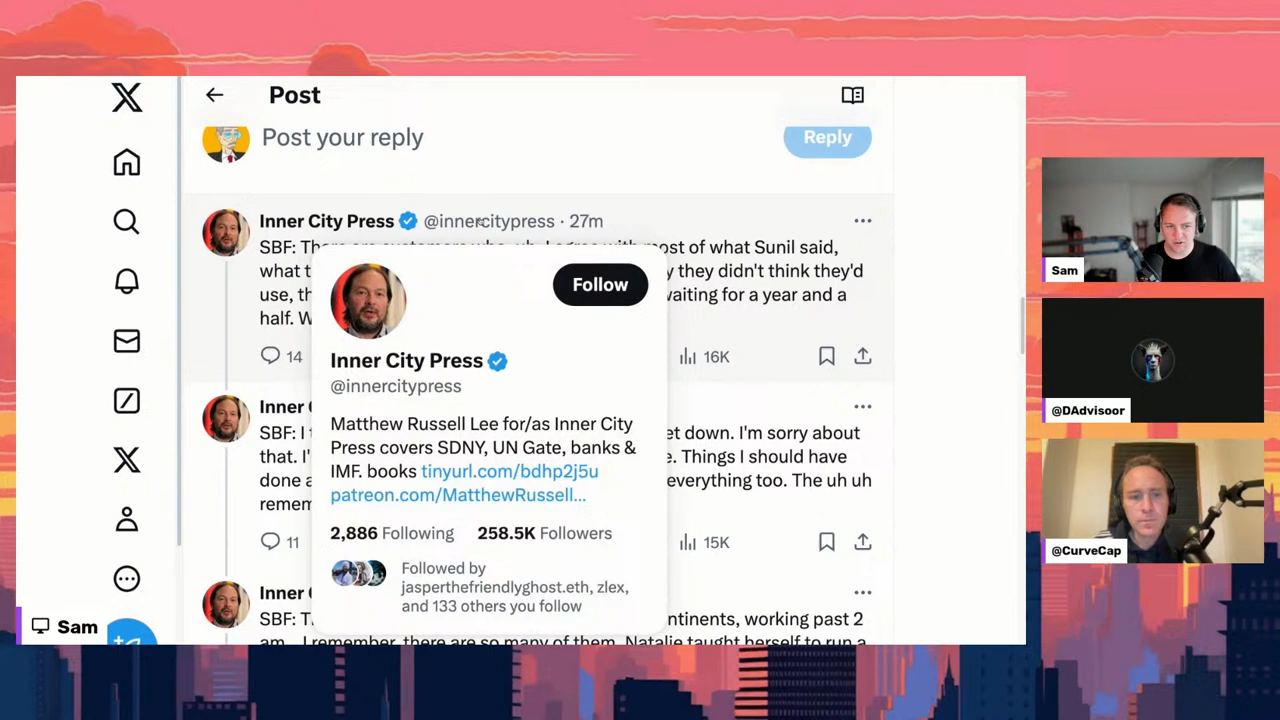 Post
Post your reply
Reply
Inner City Press @innercitypress · 27m
SBF: There are customers who, uh, I agree with most of what Sunil said,
what t y they didn't think they'd
use, th waiting for a year and a
half. W
14 16K
Follow
Inner City Press
@innercitypress
Matthew Russell Lee for/as Inner City
Press covers SDNY, UN Gate, banks &
IMF. books tinyurl.com/bdhp2j5u
patreon.com/MatthewRussell...
2,886 Following 258.5K Followers
Followed by
jasperthefriendlyghost.eth, zlex,
and 133 others you follow
Inner
SBF: I t et down. I'm sorry about
that. I' e. Things I should have
done a everything too. The uh uh
remem
11 15K
Inner
SBF: T ntinents, working past 2
am... I remember, there are so many of them. Natalie taught herself to run a
Sam
Sam
@DAdvisoor
@CurveCap